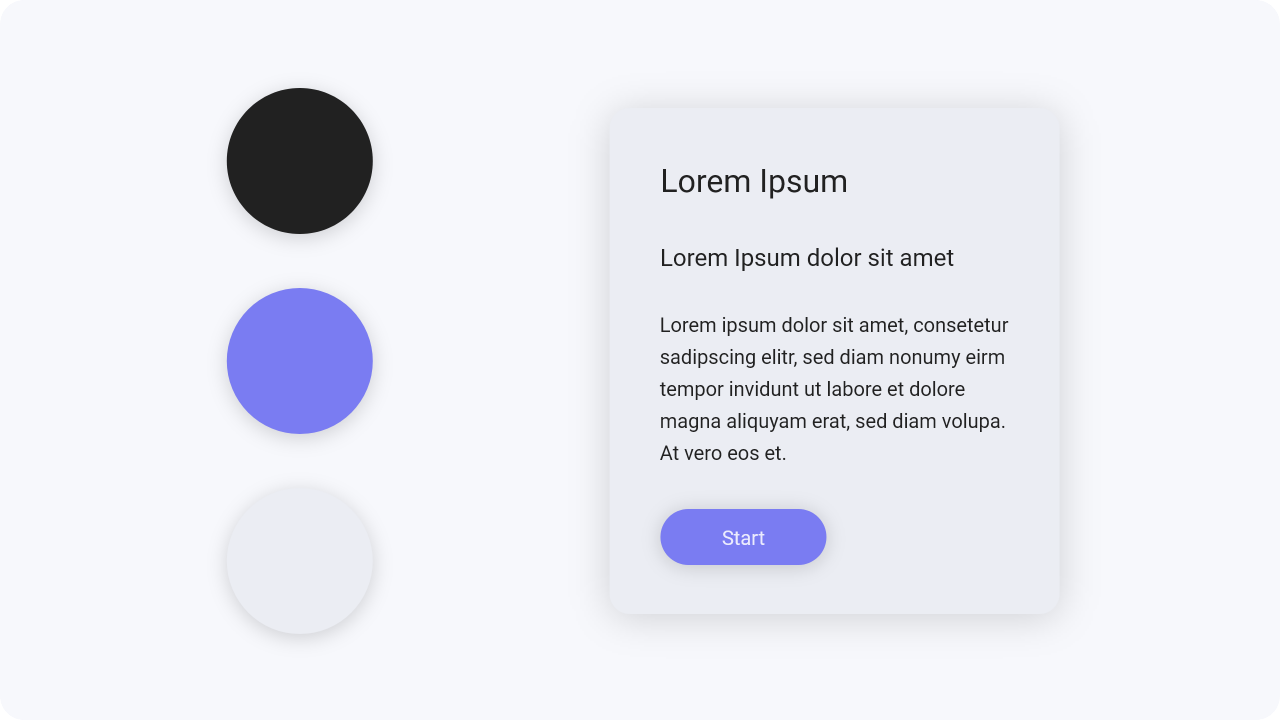 Lorem Ipsum
Lorem Ipsum dolor sit amet
Lorem ipsum dolor sit amet, consetetur
sadipscing elitr, sed diam nonumy eirm
tempor invidunt ut labore et dolore
magna aliquyam erat, sed diam volupa.
At vero eos et.
Start